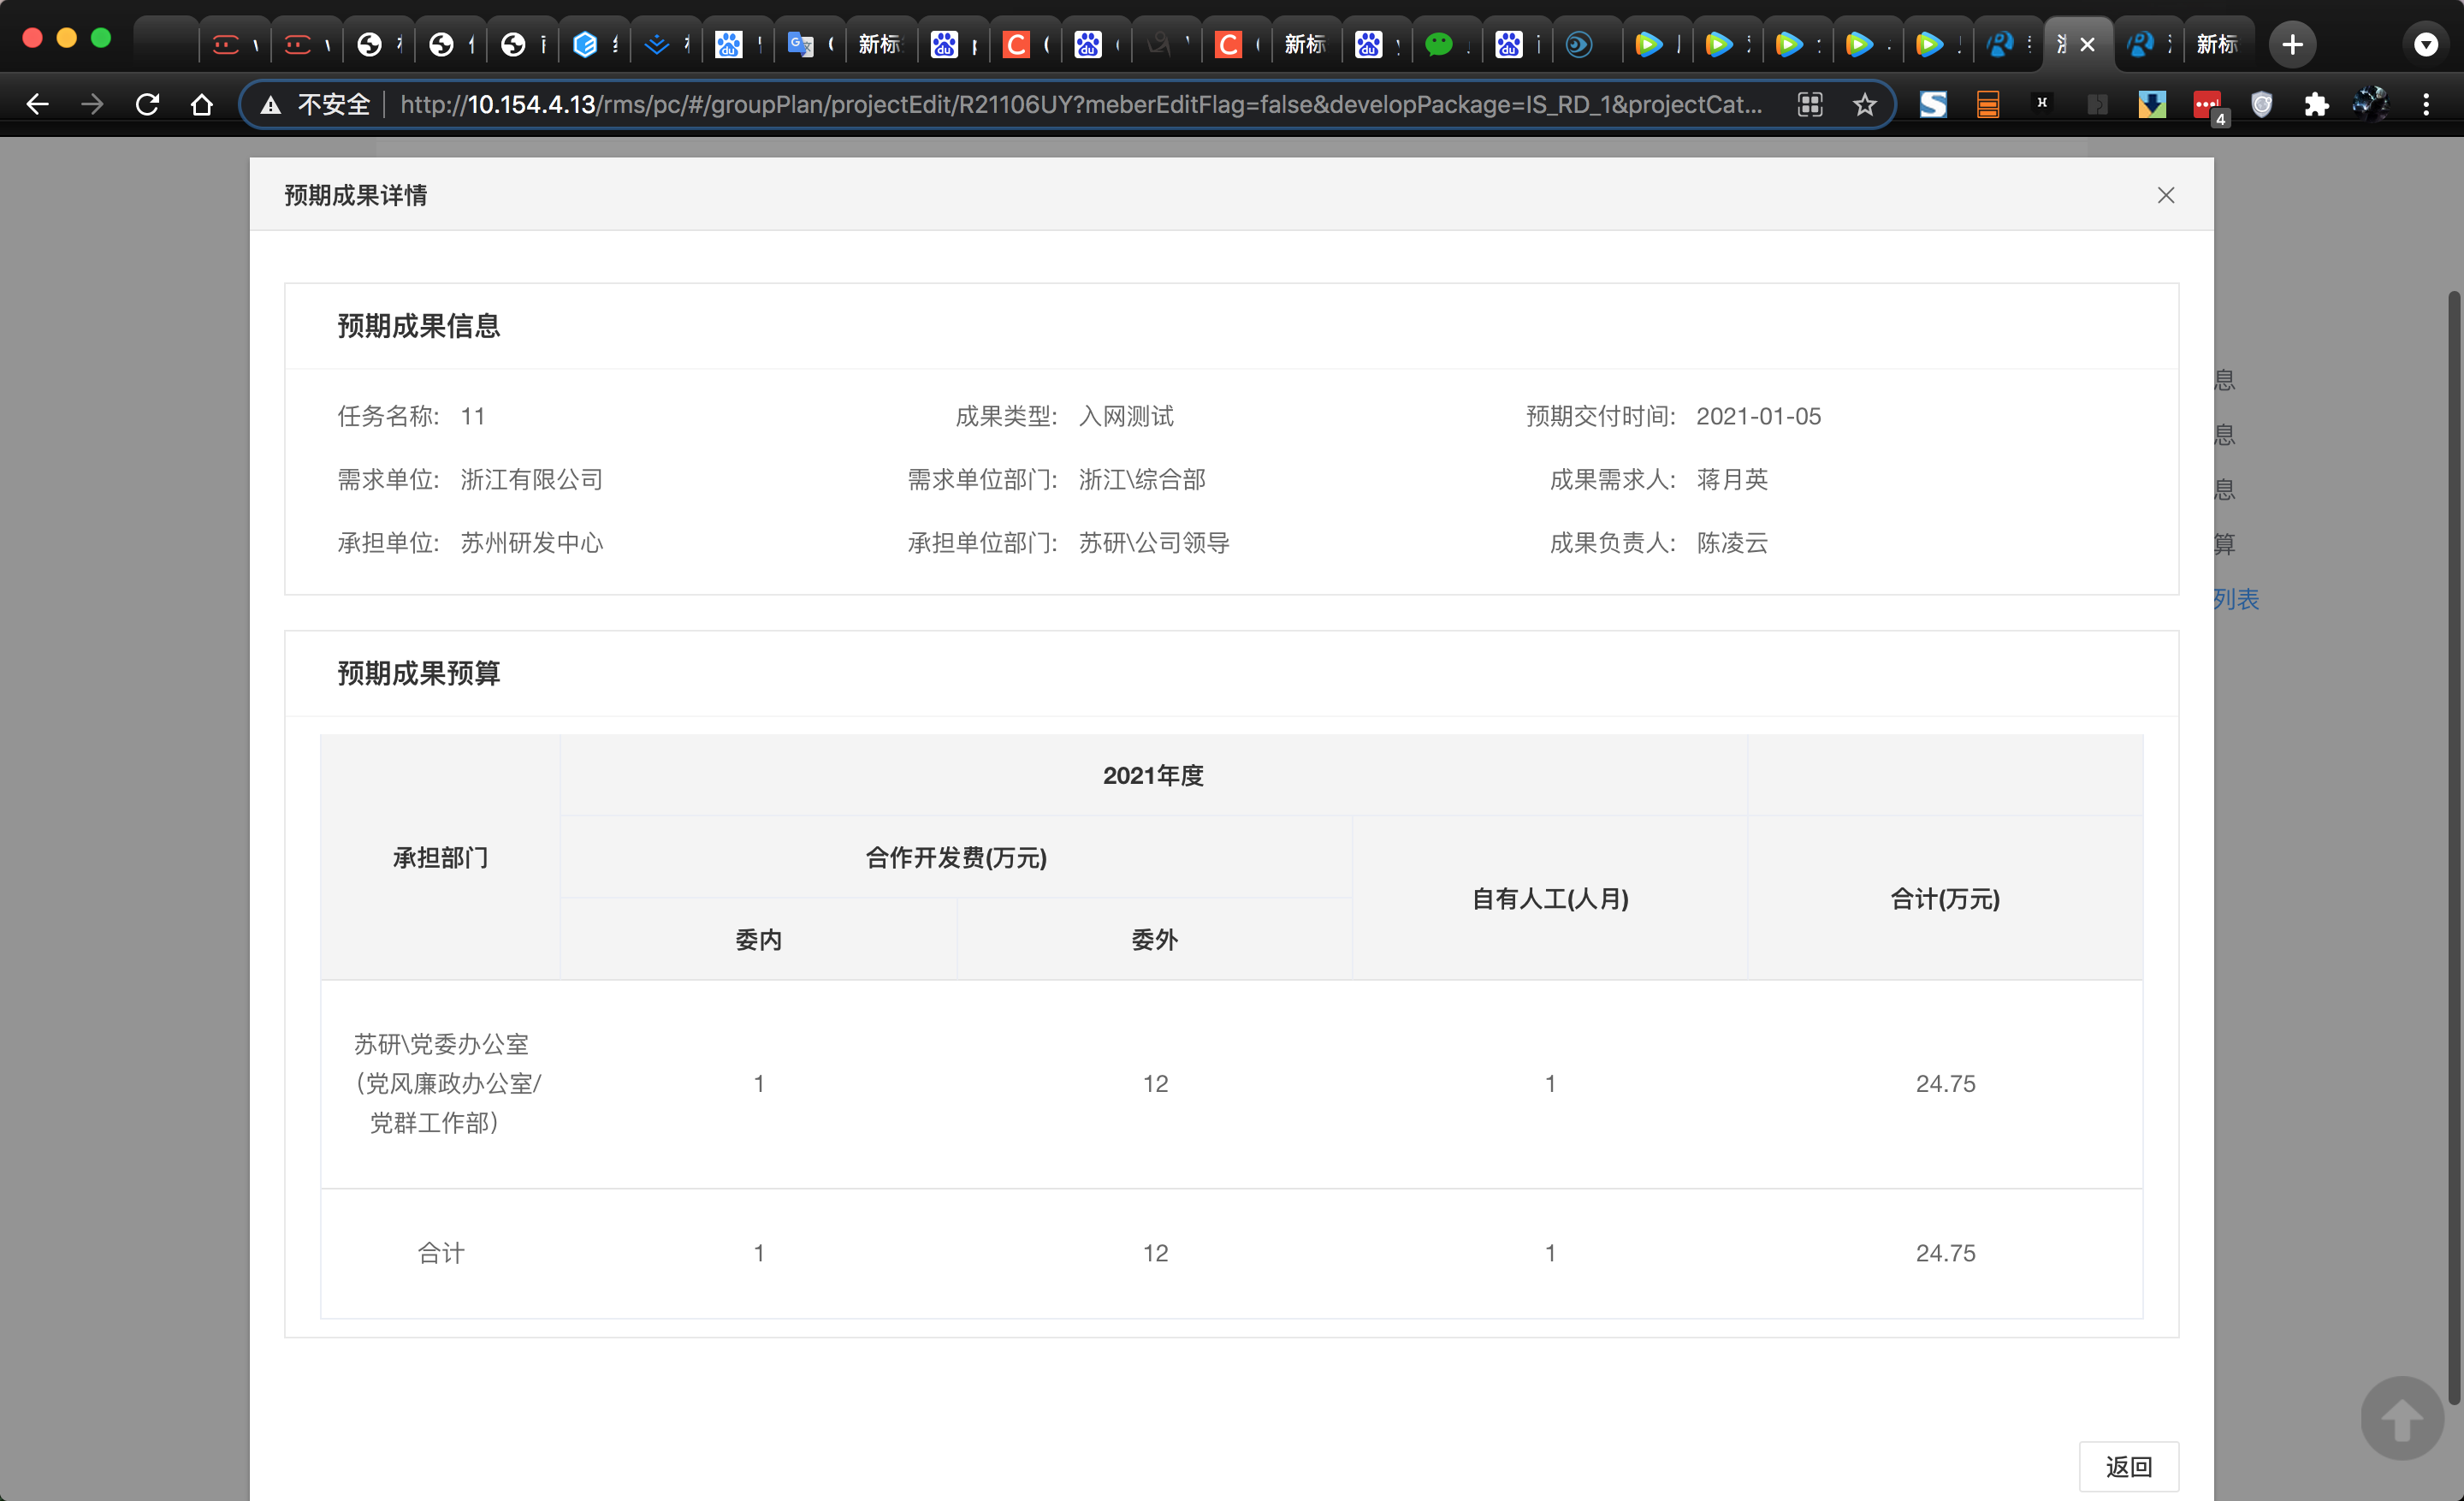 新标
新标
新标
不安全
http://10.154.4.13/rms/pc/#/groupPlan/projectEdit/R21106UY?meberEditFlag=false&developPackage=IS_RD_1&projectCat...
4
预期成果详情
预期成果信息
任务名称: 11 成果类型: 入网测试 预期交付时间: 2021-01-05
需求单位: 浙江有限公司 需求单位部门: 浙江\综合部 成果需求人: 蒋月英
承担单位: 苏州研发中心 承担单位部门: 苏研\公司领导 成果负责人: 陈凌云
息
息
息
算
列表
预期成果预算
承担部门
2021年度
合作开发费(万元)
自有人工(人月)
合计(万元)
委内 委外
苏研\党委办公室
(党风廉政办公室/
党群工作部)
1 12 1 24.75
合计 1 12 1 24.75
返回